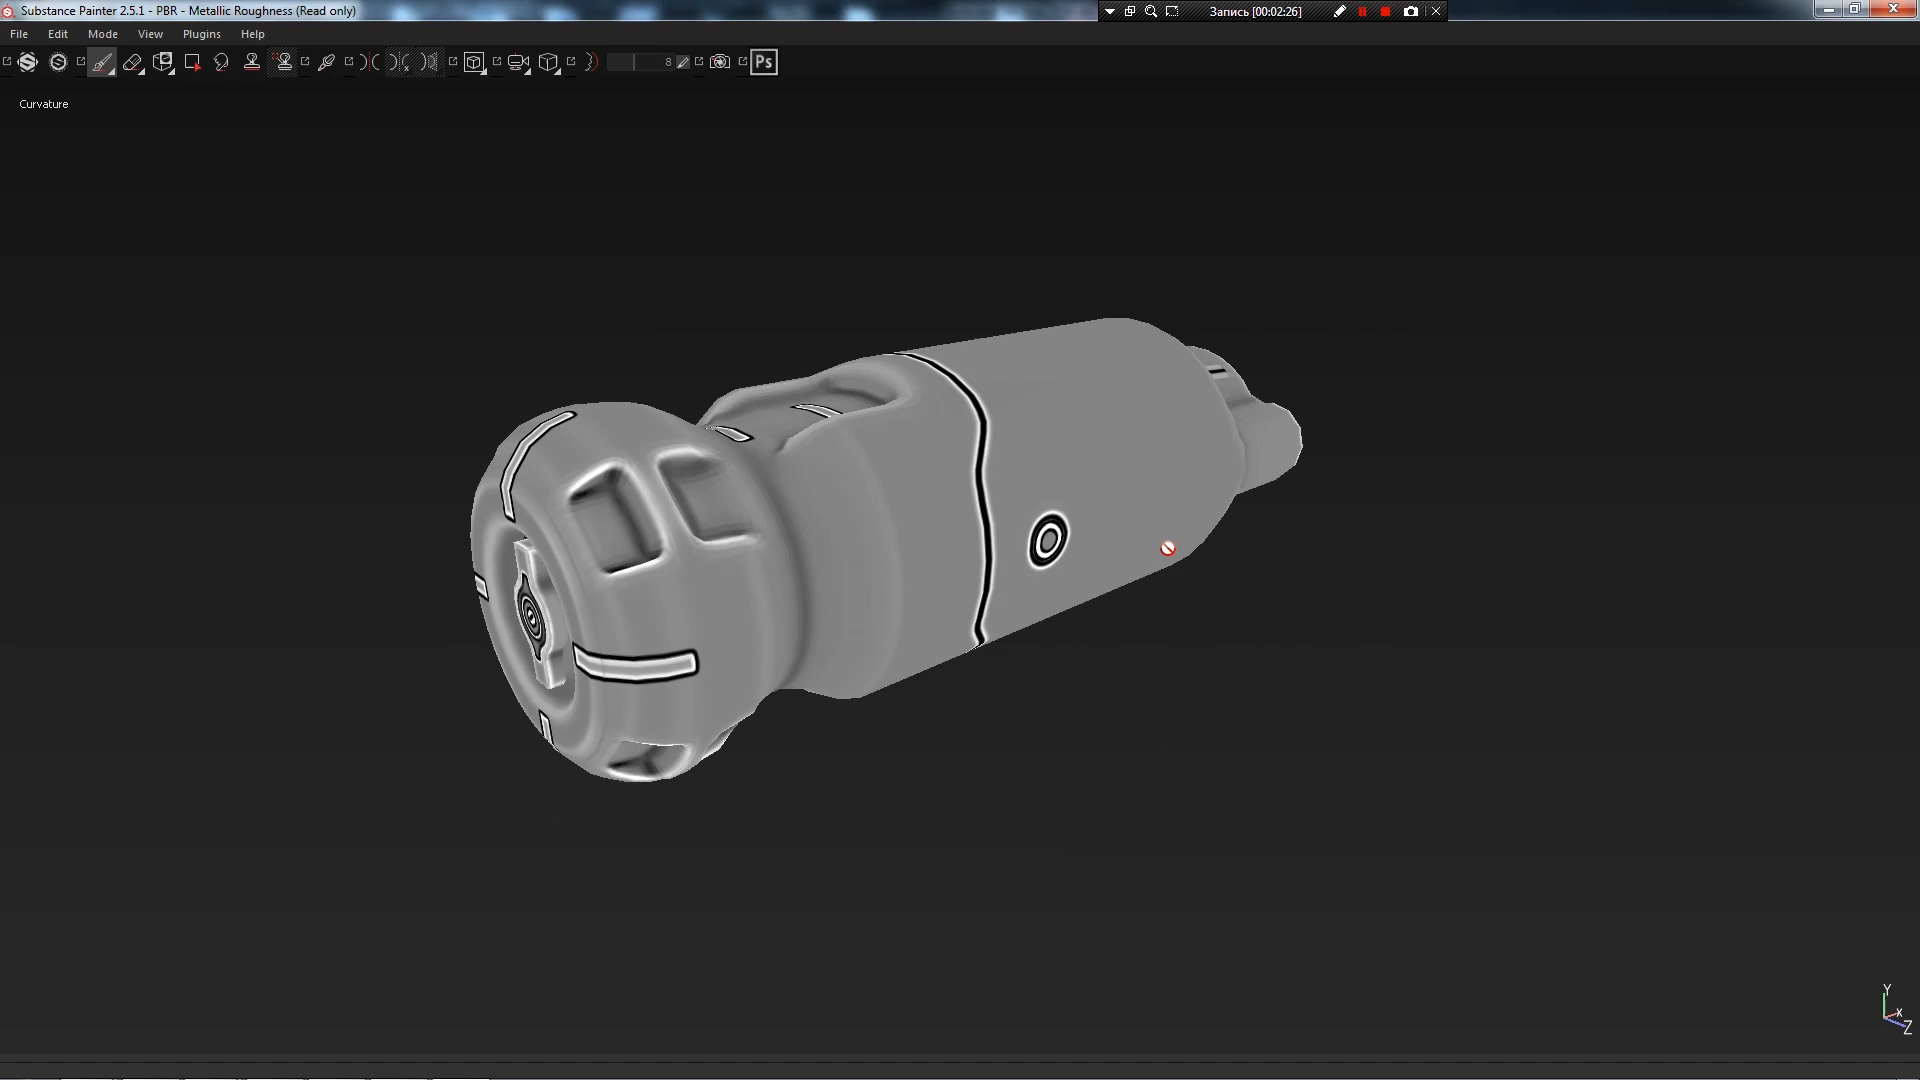 Substance Painter 2.5.1 - PBR - Metallic Roughness (Read only)
Запись [00:02:26]
File Edit Mode View Plugins Help
8
Ps
Curvature
Y
X
Z